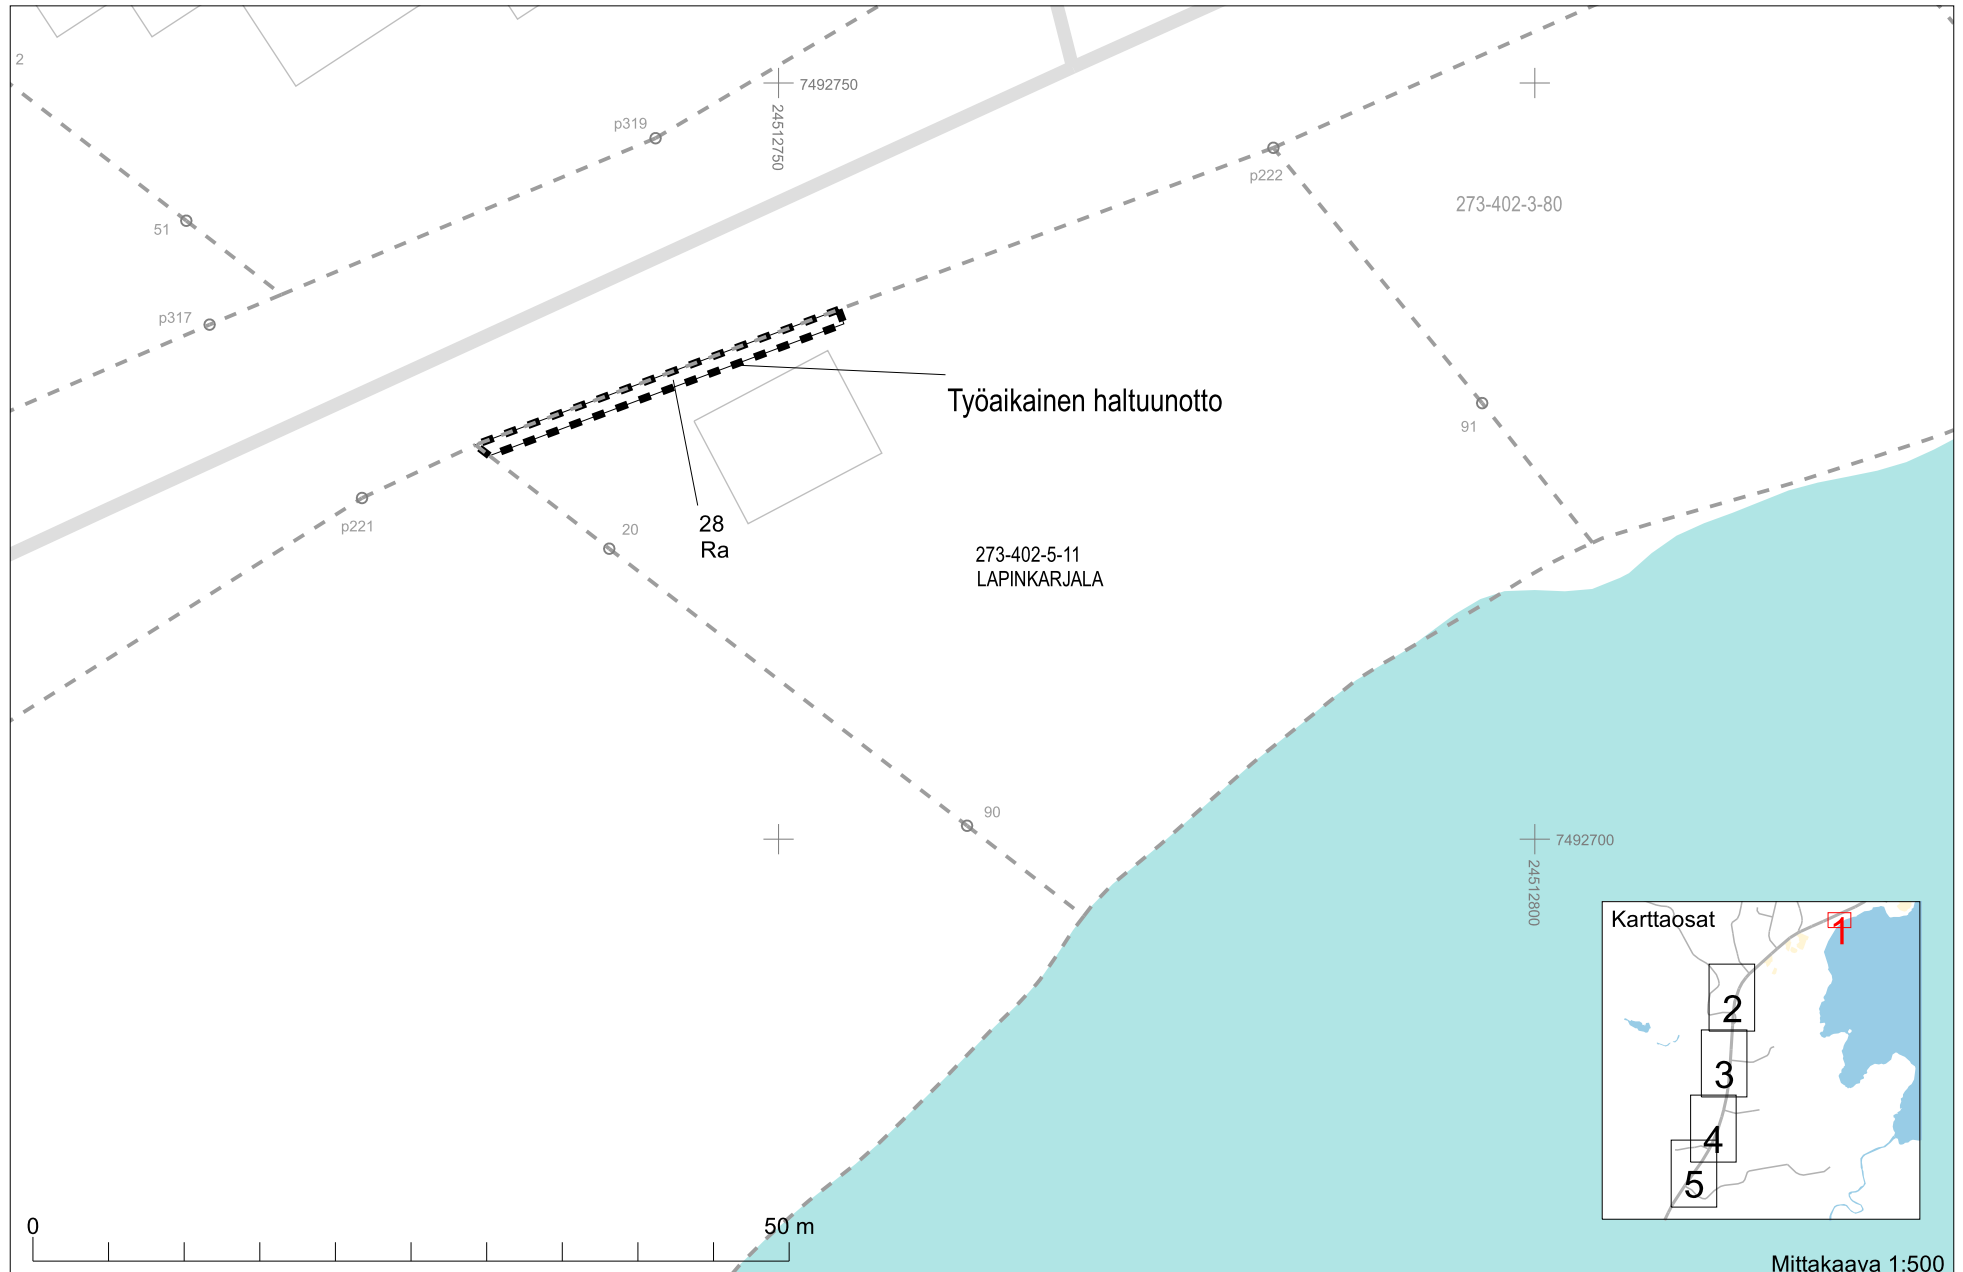 2
7492750
24512750
p319
p222
273-402-3-80
51
p317
Työaikainen haltuunotto
91
p221
28
Ra
20
273-402-5-11
LAPINKARJALA
90
7492700
24512800
Karttaosat
1
2
3
4
5
0
50 m
Mittakaava 1:500